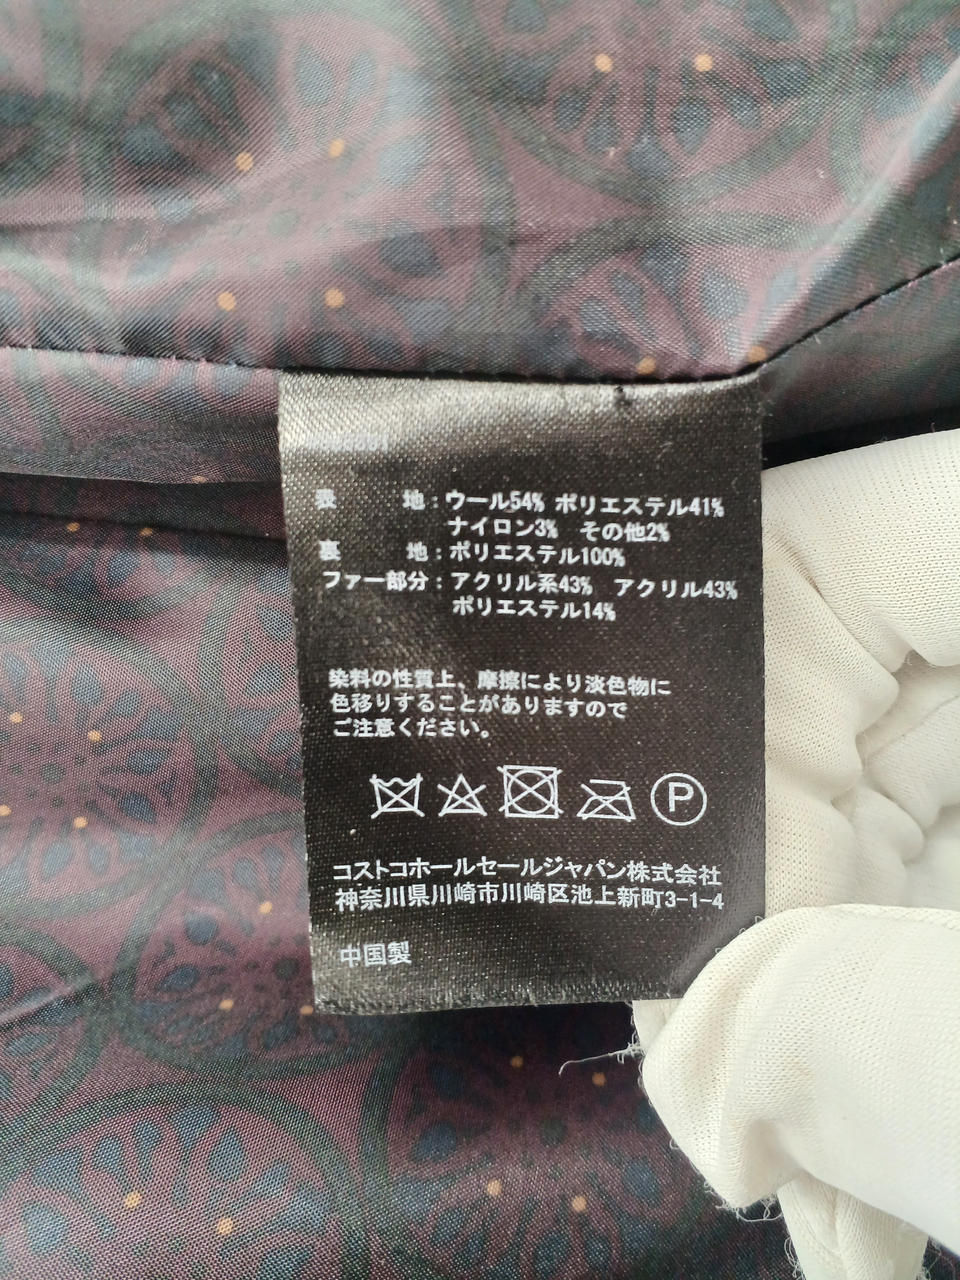 表 地：ウール54% ポリエステル41%
ナイロン3% その他2%
裏 地：ポリエステル100%
ファー部分：アクリル系43% アクリル43%
ポリエステル14%
染料の性質上、摩擦により淡色物に
色移りすることがありますので
ご注意ください。
P
コストコホールセールジャパン株式会社
神奈川県川崎市川崎区池上新町3-1-4
中国製